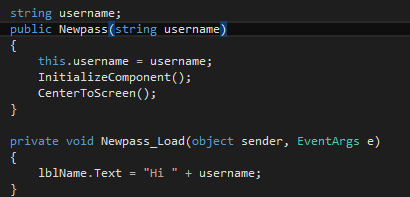 string username;
public Newpass(string username)
{
this.username = username;
InitializeComponent();
CenterToScreen();
}
private void Newpass_Load(object sender, EventArgs e)
{
lblName.Text = "Hi " + username;
}